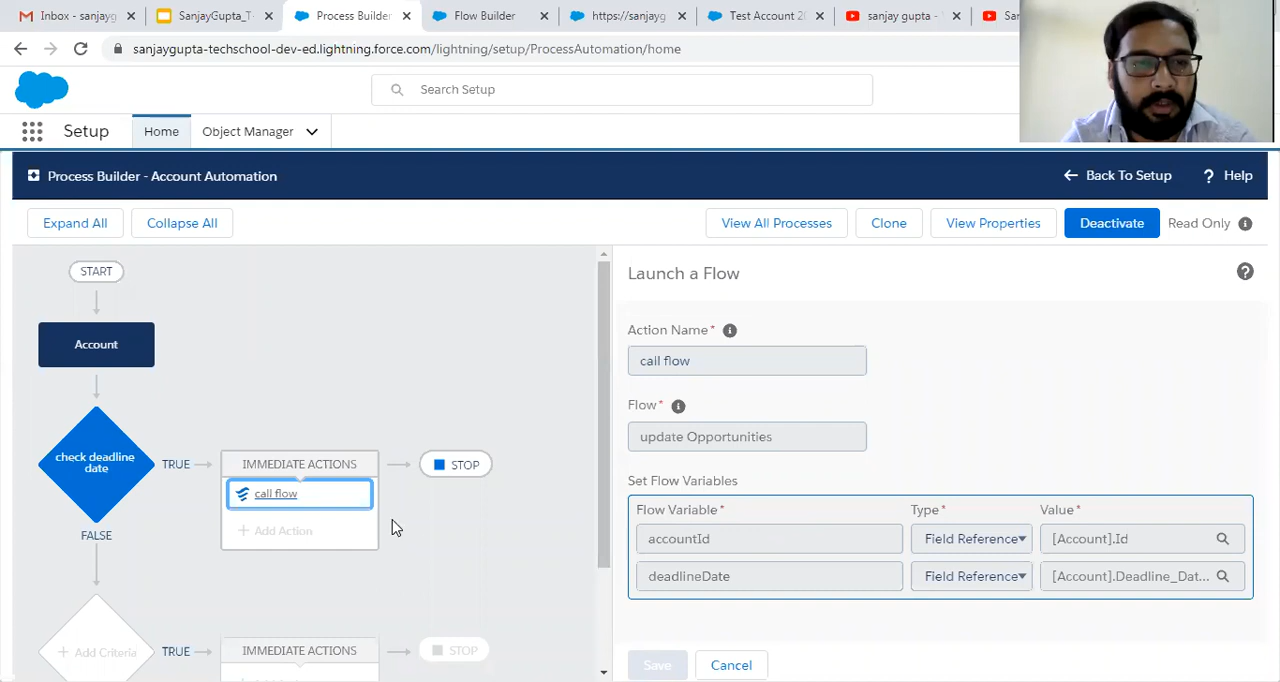 Inbox - sanjayg
SanjayGupta_T
Process Builder
Flow Builder
https://sanjayg
Test Account 2
sanjay gupta -
San
sanjaygupta-techschool-dev-ed.lightning.force.com/lightning/setup/ProcessAutomation/home
Search Setup
Setup
Home
Object Manager
Process Builder - Account Automation
Back To Setup
? Help
Expand All
Collapse All
View All Processes
Clone
View Properties
Deactivate
Read Only
START
Account
check deadline
date
TRUE
IMMEDIATE ACTIONS
STOP
call flow
+ Add Action
FALSE
+ Add Criteria
TRUE
IMMEDIATE ACTIONS
STOP
Launch a Flow
Action Name*
call flow
Flow*
update Opportunities
Set Flow Variables
Flow Variable*
Type*
Value*
accountId
Field Reference
[Account].Id
deadlineDate
Field Reference
[Account].Deadline_Dat...
Save
Cancel